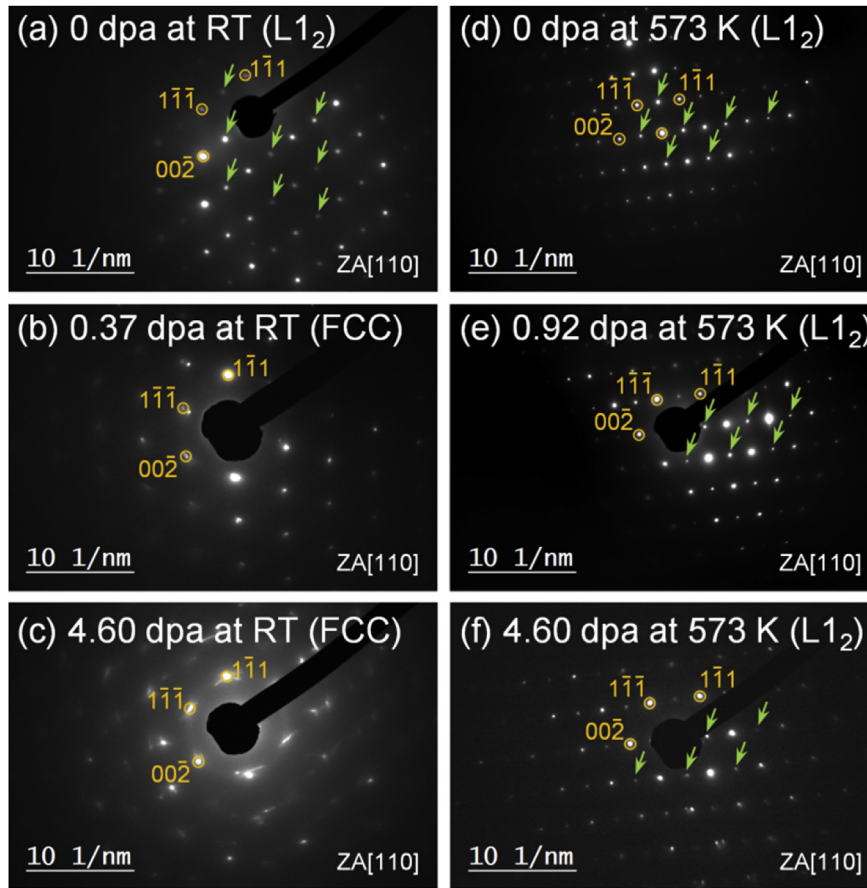 (a) 0 dpa at RT (L1₂)
11̅1
11̅1̅
002̅
10 1/nm
ZA[110]
(d) 0 dpa at 573 K (L1₂)
11̅1̅
11̅1
002̅
10 1/nm
ZA[110]
(b) 0.37 dpa at RT (FCC)
11̅1
11̅1̅
002̅
10 1/nm
ZA[110]
(e) 0.92 dpa at 573 K (L1₂)
11̅1̅
11̅1
002̅
10 1/nm
ZA[110]
(c) 4.60 dpa at RT (FCC)
11̅1
11̅1̅
002̅
10 1/nm
ZA[110]
(f) 4.60 dpa at 573 K (L1₂)
11̅1̅
11̅1
002̅
10 1/nm
ZA[110]